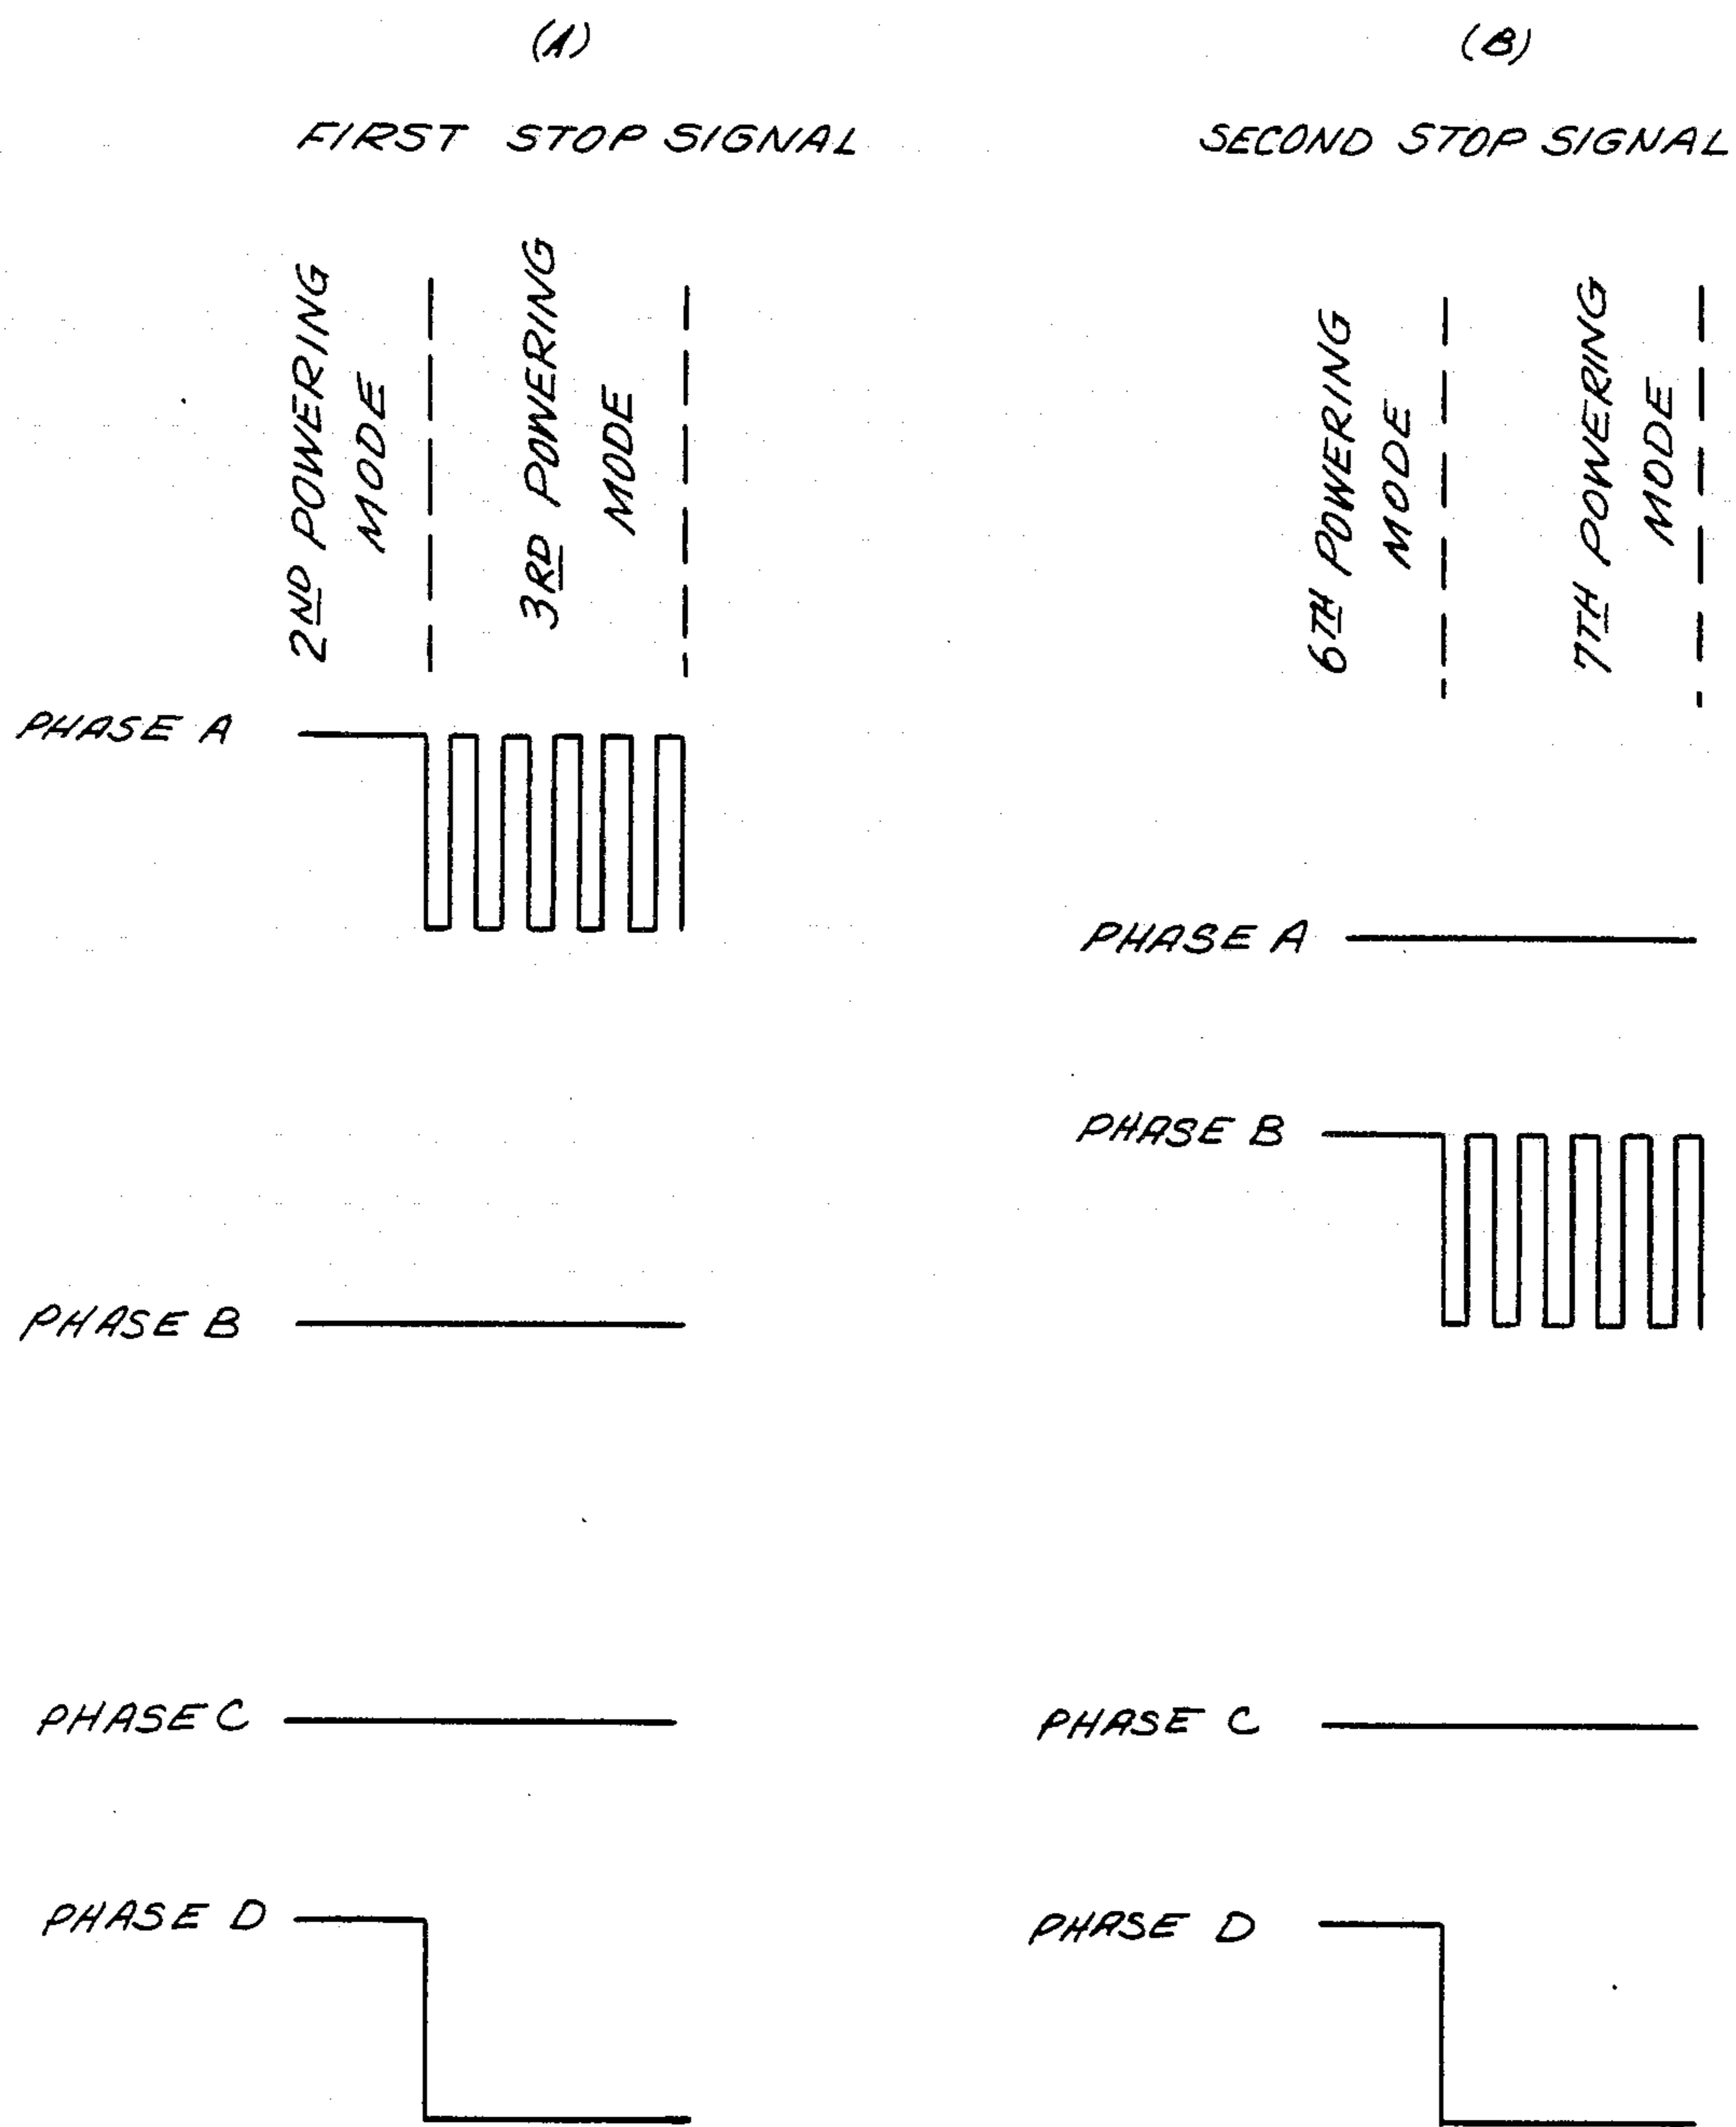 (A)
FIRST STOP SIGNAL
2ND POWERING
MODE
3RD POWERING
MODE
PHASE A
PHASE B
PHASE C
PHASE D
(B)
SECOND STOP SIGNAL
6TH POWERING
MODE
7TH POWERING
MODE
PHASE A
PHASE B
PHASE C
PHASE D